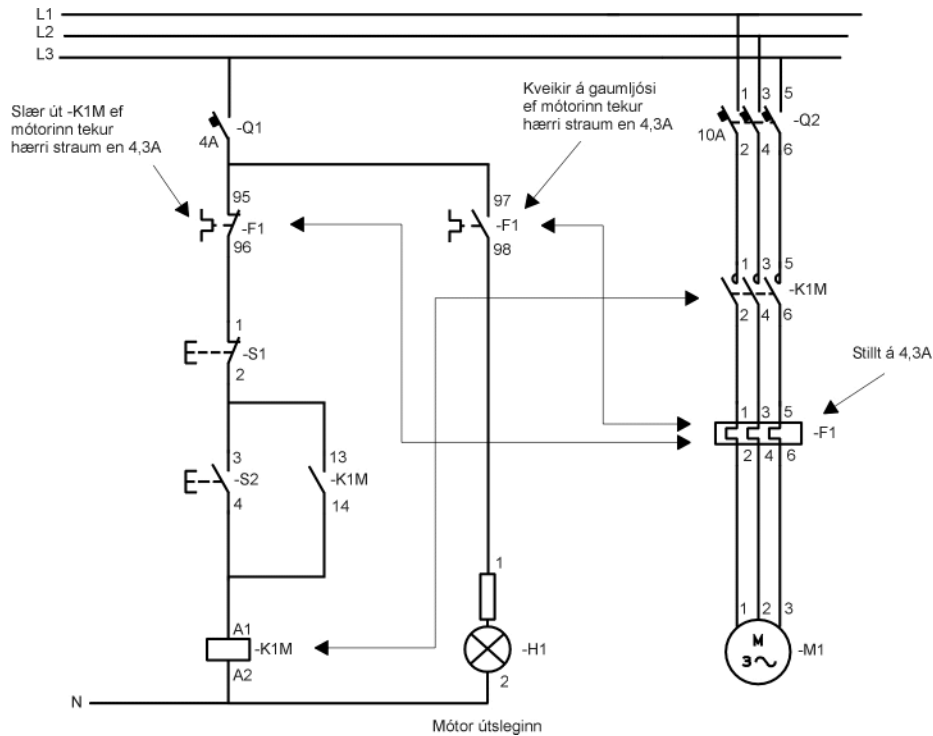 L1
L2
L3
Slær út -K1M ef
mótorinn tekur
hærri straum en 4,3A
Kveikir á gaumljósi
ef mótorinn tekur
hærri straum en 4,3A
-Q1
4A
1 3 5
-Q2
10A
2 4 6
95
-F1
96
97
-F1
98
1 3 5
-K1M
2 4 6
1
-S1
2
Stillt á 4,3A
1 3 5
-F1
2 4 6
3
-S2
4
13
-K1M
14
1
A1
-K1M
A2
-H1
2
1 2 3
M
3~
-M1
N
Mótor útsleginn